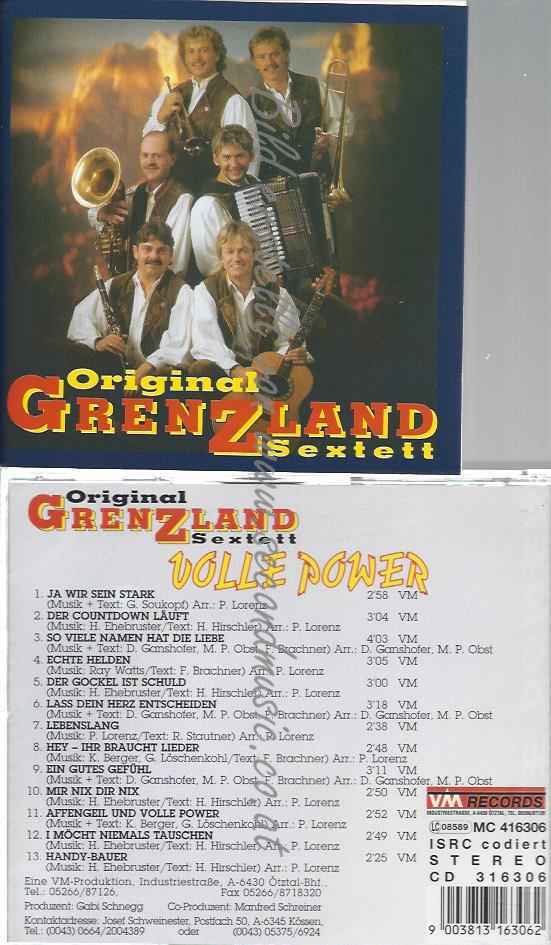 Original
GRENZLAND
Sextett
Original
GRENZLAND
Sextett
VOLLE POWER
1. JA WIR SEIN STARK 2'58 VM
(Musik + Text: G. Soukopf) Arr.: P. Lorenz
2. DER COUNTDOWN LÄUFT 3'04 VM
(Musik: H. Ehebruster/Text: H. Hirschler) Arr.: P. Lorenz
3. SO VIELE NAMEN HAT DIE LIEBE 4'03 VM
(Musik + Text: D. Ganshofer, M. P. Obst, F. Brachner) Arr.: D. Ganshofer, M. P. Obst
4. ECHTE HELDEN 3'05 VM
(Musik: Ray Watts/Text: F. Brachner) Arr.: P. Lorenz
5. DER GOCKEL IST SCHULD 3'00 VM
(Musik: H. Ehebruster/Text: H. Hirschler) Arr.: P. Lorenz
6. LASS DEIN HERZ ENTSCHEIDEN 3'18 VM
(Musik + Text: D. Ganshofer, M. P. Obst, F. Brachner) Arr.: D. Ganshofer, M. P. Obst
7. LEBENSLANG 2'38 VM
(Musik: P. Lorenz/Text: R. Stautner) Arr.: P. Lorenz
8. HEY – IHR BRAUCHT LIEDER 2'48 VM
(Musik: K. Berger, G. Löschenkohl/Text: F. Brachner) Arr.: P. Lorenz
9. EIN GUTES GEFÜHL 3'11 VM
(Musik + Text: D. Ganshofer, M. P. Obst, F. Brachner) Arr.: D. Ganshofer, M. P. Obst
10. MIR NIX DIR NIX 2'50 VM
(Musik: H. Ehebruster/Text: H. Hirschler) Arr.: P. Lorenz
11. AFFENGEIL UND VOLLE POWER 2'52 VM
(Musik + Text: K. Berger, G. Löschenkohl) Arr.: P. Lorenz
12. I MÖCHT NIEMALS TAUSCHEN 2'49 VM
(Musik: H. Ehebruster/Text: H. Hirschler) Arr.: P. Lorenz
13. HANDY-BAUER 2'25 VM
(Musik: H. Ehebruster/Text: H. Hirschler) Arr.: P. Lorenz
Eine VM-Produktion, Industriestraße, A-6430 Ötztal-Bhf.,
Tel. 05266/87126, Fax 05266/8718320
Produzent: Gabi Schnegg Co-Produzent: Manfred Schreiner
Kontaktadresse: Josef Schweinester, Postfach 50, A-6345 Kössen,
Tel.: (0043) 0664/2004389 oder (0043) 05375/6924
VM RECORDS
LC 08589 MC 416306
ISRC codiert
STEREO
CD 316306
9 003813 163062